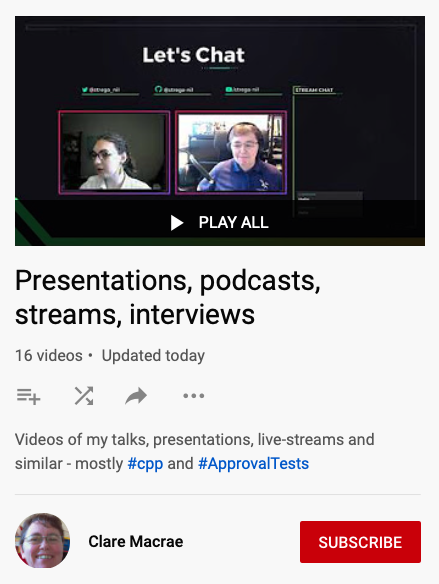 Let's Chat
@strega_nil
@strega-nil
/strega-nil
STREAM CHAT
PLAY ALL
Presentations, podcasts,
streams, interviews
16 videos • Updated today
Videos of my talks, presentations, live-streams and
similar - mostly #cpp and #ApprovalTests
Clare Macrae
SUBSCRIBE